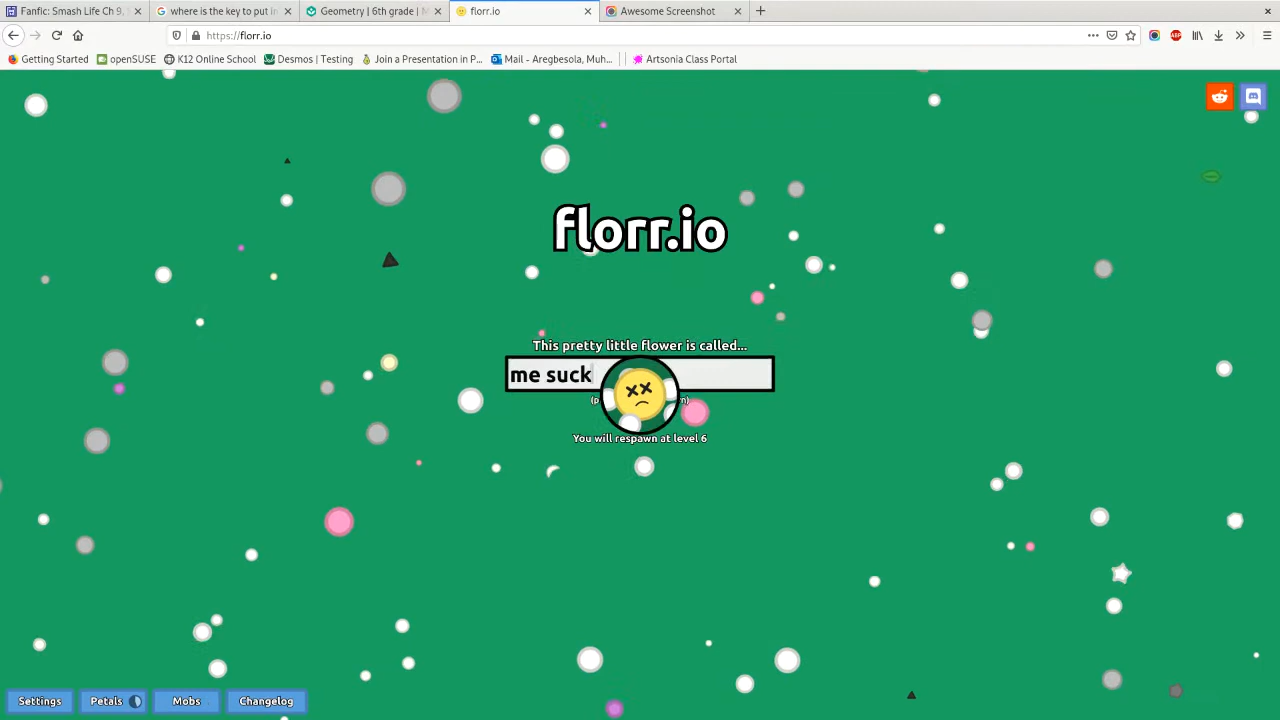 Fanfic: Smash Life Ch 9,
where is the key to put in
Geometry | 6th grade | M
florr.io
Awesome Screenshot
https://florr.io
Getting Started
openSUSE
K12 Online School
Desmos | Testing
Join a Presentation in P...
Mail - Aregbesola, Muh...
Artsonia Class Portal
florr.io
This pretty little flower is called...
me suck
You will respawn at level 6
Settings
Petals
Mobs
Changelog